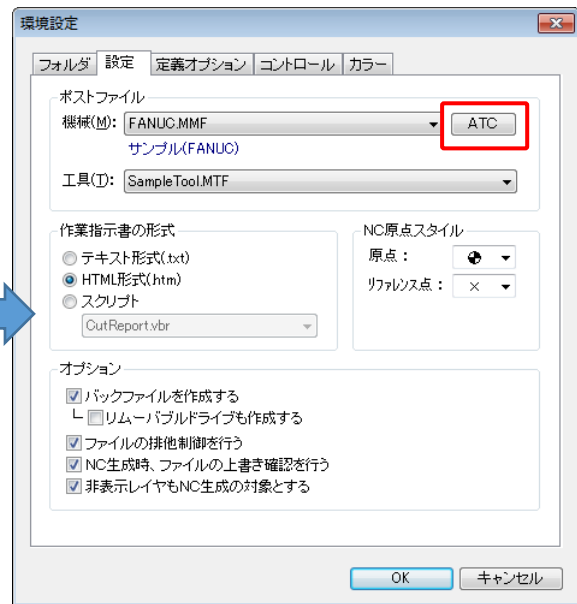 環境設定
フォルダ 設定 定義オプション コントロール カラー
ポストファイル
機械(M): FANUC.MMF ATC
サンプル(FANUC)
工具(T): SampleTool.MTF
作業指示書の形式
テキスト形式(.txt)
HTML形式(.htm)
スクリプト
CutReport.vbr
NC原点スタイル
原点：
リファレンス点：
オプション
バックファイルを作成する
リムーバブルドライブも作成する
ファイルの排他制御を行う
NC生成時、ファイルの上書き確認を行う
非表示レイヤもNC生成の対象とする
OK キャンセル